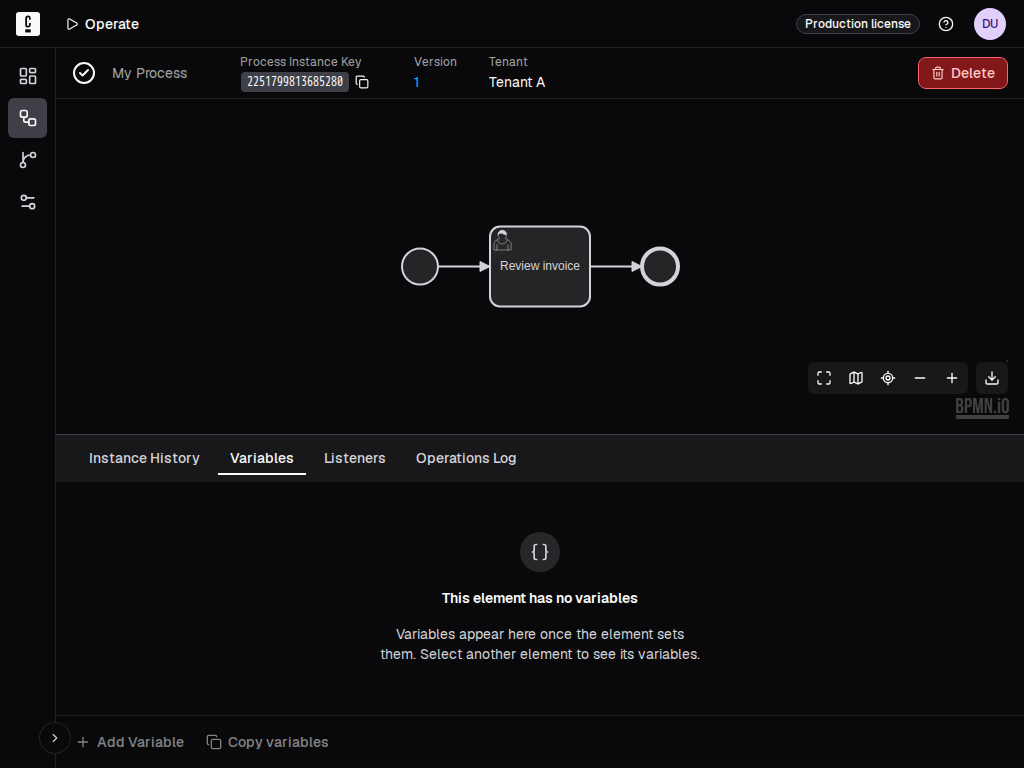 Operate
Production license
DU
My Process
Process Instance Key
2251799813685280
Version
1
Tenant
Tenant A
Delete
Review invoice
BPMN.iO
Instance History
Variables
Listeners
Operations Log
{}
This element has no variables
Variables appear here once the element sets
them. Select another element to see its variables.
Add Variable
Copy variables